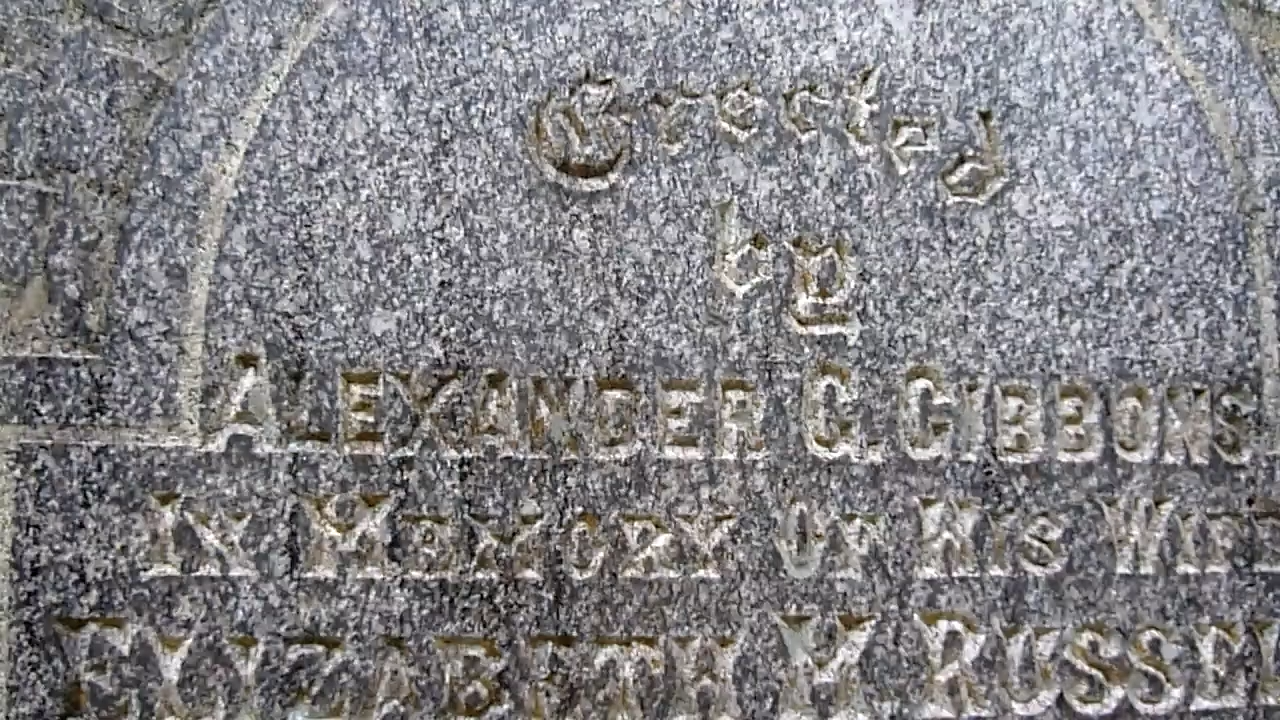 Erected
by
ALEXANDER G. GIBBONS
IN MEMORY OF HIS WIFE
ELIZABETH M RUSSEL